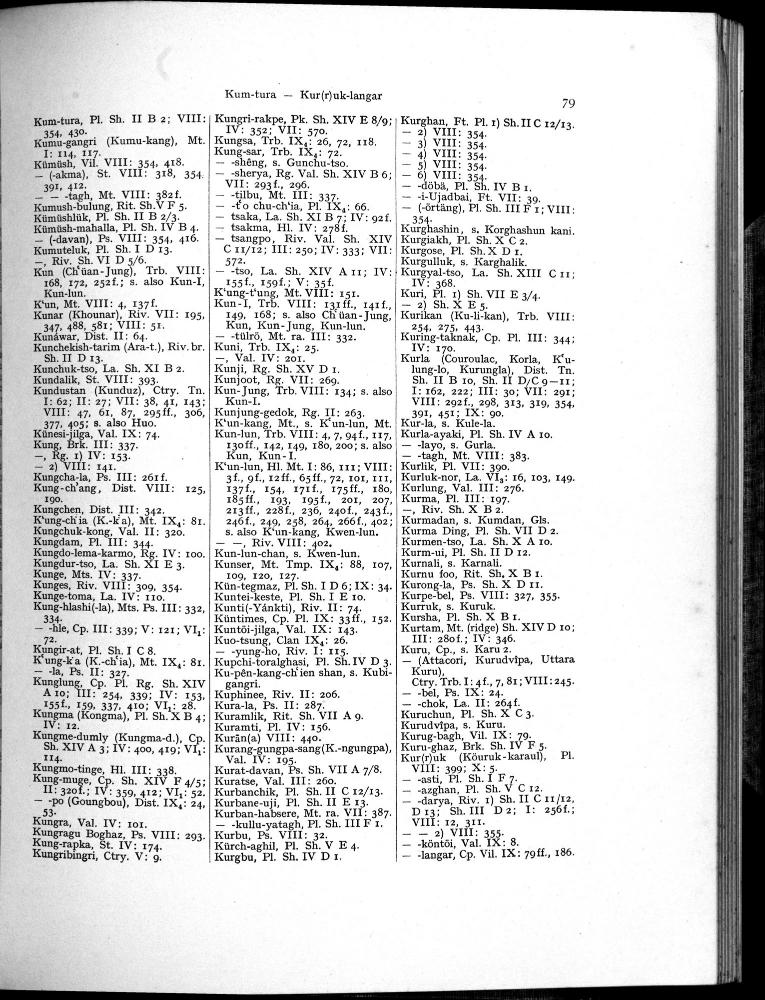 Kum-tura — Kur(r)uk-langar
79
Kum-tura, Pl. Sh. II B 2; VIII:
354, 430.
Kumu-gangri (Kumu-kang), Mt.
I: 114, 117.
Kümüsh, Vil. VIII: 354, 418.
— (-akma), St. VIII: 318, 354.
391, 412.
— — -tagh, Mt. VIII: 382f.
Kumush-bulung, Rit. Sh. V F 5.
Kümüshlük, Pl. Sh. II B 2/3.
Kümüsh-mahalla, Pl. Sh. IV B 4.
— (-davan), Ps. VIII: 354, 416.
Kumuteluk, Pl. Sh. I D 13.
—, Riv. Sh. VI D 5/6.
Kun (Ch'üan-Jung), Trb. VIII:
168, 172, 252f.; s. also Kun-I,
Kun-lun.
K'un, Mt. VIII: 4, 137f.
Kunar (Khounar), Riv. VII: 195,
347, 488, 581; VIII: 51.
Kunáwar, Dist. II: 64.
Kunchekish-tarim (Ara-t.), Riv. br.
Sh. II D 13.
Kunchuk-tso, La. Sh. XI B 2.
Kundalik, St. VIII: 393.
Kundustan (Kunduz), Ctry. Tn.
I: 62; II: 27; VII: 38, 41, 143;
VIII: 47, 61, 87, 295ff., 306,
377, 405; s. also Huo.
Künesi-jilga, Val. IX: 74.
Kung, Brk. III: 337.
—, Rg. 1) IV: 153.
— 2) VIII: 141.
Kungcha-la, Ps. III: 261f.
Kung-ch'ang, Dist. VIII: 125,
190.
Kungchen, Dist. III: 342.
K'ung-ch'ia (K.-k'a), Mt. IX₄: 81.
Kungchuk-kong, Val. II: 320.
Kungdam, Pl. III: 344.
Kungdo-lema-karmo, Rg. IV: 100.
Kungdur-tso, La. Sh. XI E 3.
Kunge, Mts. IV: 337.
Kunges, Riv. VIII: 309, 354.
Kunge-toma, La. IV: 110.
Kung-hlashi(-la), Mts. Ps. III: 332,
334.
— -hle, Cp. III: 339; V: 121; VI₁:
72.
Kungir-at, Pl. Sh. I C 8.
K'ung-k'a (K.-ch'ia), Mt. IX₄: 81.
— -la, Ps. II: 327.
Kunglung, Cp. Pl. Rg. Sh. XIV
A 10; III: 254, 339; IV: 153,
155f., 159, 337, 410; VI₁: 28.
Kungma (Kongma), Pl. Sh. X B 4;
IV: 12.
Kungme-dumly (Kungma-d.), Cp.
Sh. XIV A 3; IV: 400, 419; VI₁:
114.
Kungmo-tinge, Hl. III: 338.
Kung-muge, Cp. Sh. XIV F 4/5;
II: 320f.; IV: 359, 412; VI₁: 52.
— -po (Goungbou), Dist. IX₄: 24,
53.
Kungra, Val. IV: 101.
Kungragu Boghaz, Ps. VIII: 293.
Kung-rapka, St. IV: 174.
Kungribingri, Ctry. V: 9.
Kungri-rakpe, Pk. Sh. XIV E 8/9;
IV: 352; VII: 570.
Kungsa, Trb. IX₄: 26, 72, 118.
Kung-sar, Trb. IX₄: 72.
— -shêng, s. Gunchu-tso.
— -sherya, Rg. Val. Sh. XIV B 6;
VII: 293f., 296.
— -tilbu, Mt. III: 337.
— -t'o chu-ch'ia, Pl. IX₄: 66.
— tsaka, La. Sh. XI B 7; IV: 92f.
— tsakma, Hl. IV: 278f.
— tsangpo, Riv. Val. Sh. XIV
C 11/12; III: 250; IV: 333; VII:
572.
— -tso, La. Sh. XIV A 11; IV:
155f., 159f.; V: 35f.
K'ung-t'ung, Mt. VIII: 151.
Kun-I, Trb. VIII: 131ff., 141f.,
149, 168; s. also Ch'üan-Jung,
Kun, Kun-Jung, Kun-lun.
— -tülrö, Mt. ra. III: 332.
Kuni, Trb. IX₄: 25.
—, Val. IV: 201.
Kunji, Rg. Sh. XV D 1.
Kunjoot, Rg. VII: 269.
Kun-Jung, Trb. VIII: 134; s. also
Kun-I.
Kunjung-gedok, Rg. II: 263.
K'un-kang, Mt., s. K'un-lun, Mt.
Kun-lun, Trb. VIII: 4, 7, 94f., 117,
130ff., 142, 149, 180, 200; s. also
Kun, Kun-I.
K'un-lun, Hl. Mt. I: 86, 111; VIII:
3f., 9f., 12ff., 65ff., 72, 101, 111,
137f., 154, 171f., 175ff., 180,
185ff., 193, 195f., 201, 207,
213ff., 228f., 236, 240f., 243f.,
246f., 249, 258, 264, 266f., 402;
s. also K'un-kang, Kwen-lun.
— —, Riv. VIII: 402.
Kun-lun-chan, s. Kwen-lun.
Kunser, Mt. Tmp. IX₄: 88, 107,
109, 120, 127.
Kün-tegmaz, Pl. Sh. I D 6; IX: 34.
Kuntei-keste, Pl. Sh. I E 10.
Kunti(-Yánkti), Riv. II: 74.
Küntimes, Cp. Pl. IX: 33ff., 152.
Kuntöi-jilga, Val. IX: 143.
Kuo-tsung, Clan IX₄: 26.
— -yung-ho, Riv. I: 115.
Kupchi-toralghasi, Pl. Sh. IV D 3.
Ku-pên-kang-ch'ien shan, s. Kubi-
gangri.
Kuphinee, Riv. II: 206.
Kura-la, Ps. II: 287.
Kuramlik, Rit. Sh. VII A 9.
Kuramti, Pl. IV: 156.
Kurān(a) VIII: 440.
Kurang-gungpa-sang (K.-ngungpa),
Val. IV: 195.
Kurat-davan, Ps. Sh. VII A 7/8.
Kuratse, Val. III: 260.
Kurbanchik, Pl. Sh. II C 12/13.
Kurbane-uji, Pl. Sh. II E 13.
Kurban-habsere, Mt. ra. VII: 387.
— -kullu-yatagh, Pl. Sh. III F 1.
Kurbu, Ps. VIII: 32.
Kürch-aghil, Pl. Sh. V E 4.
Kurgbu, Pl. Sh. IV D 1.
Kurghan, Ft. Pl. 1) Sh. II C 12/13.
— 2) VIII: 354.
— 3) VIII: 354.
— 4) VIII: 354.
— 5) VIII: 354.
— 6) VIII: 354.
— -döbä, Pl. Sh. IV B 1.
— -i-Ujadbai, Ft. VII: 39.
— (-örtäng), Pl. Sh. III F 1; VIII:
354.
Kurghashin, s. Korghashun kani.
Kurgiakh, Pl. Sh. X C 2.
Kurgose, Pl. Sh. X D 1.
Kurgulluk, s. Karghalik.
Kurgyal-tso, La. Sh. XIII C 11;
IV: 368.
Kuri, Pl. 1) Sh. VII E 3/4.
— 2) Sh. X E 5.
Kurikan (Ku-li-kan), Trb. VIII:
254, 275, 443.
Kuring-taknak, Cp. Pl. III: 344;
IV: 170.
Kurla (Couroulac, Korla, K'u-
lung-lo, Kurungla), Dist. Tn.
Sh. II B 10, Sh. II D/C 9—11;
I: 162, 222; III: 30; VII: 291;
VIII: 292f., 298, 313, 319, 354,
391, 451; IX: 90.
Kur-la, s. Kule-la.
Kurla-ayaki, Pl. Sh. IV A 10.
— -layo, s. Gurla.
— -tagh, Mt. VIII: 383.
Kurlik, Pl. VII: 390.
Kurluk-nor, La. VI₃: 16, 103, 149.
Kurlung, Val. III: 276.
Kurma, Pl. III: 197.
—, Riv. Sh. X B 2.
Kurmadan, s. Kumdan, Gls.
Kurma Ding, Pl. Sh. VII D 2.
Kurmen-tso, La. Sh. X A 10.
Kurm-ui, Pl. Sh. II D 12.
Kurnali, s. Karnali.
Kurnu foo, Rit. Sh. X B 1.
Kurong-la, Ps. Sh. X D 11.
Kurpe-bel, Ps. VIII: 327, 355.
Kurruk, s. Kuruk.
Kursha, Pl. Sh. X B 1.
Kurtam, Mt. (ridge) Sh. XIV D 10;
III: 280f.; IV: 346.
Kuru, Cp., s. Karu 2.
— (Attacori, Kurudvîpa, Uttara
Kuru),
Ctry. Trb. I: 4f., 7, 81; VIII: 245.
— -bel, Ps. IX: 24.
— -chok, La. II: 264f.
Kuruchun, Pl. Sh. X C 3.
Kurudvîpa, s. Kuru.
Kurug-bagh, Vil. IX: 79.
Kuru-ghaz, Brk. Sh. IV F 5.
Kur(r)uk (Köuruk-karaul), Pl.
VIII: 399; X: 5.
— -asti, Pl. Sh. I F 7.
— -azghan, Pl. Sh. V C 12.
— -darya, Riv. 1) Sh. II C 11/12,
D 13; Sh. III D 2; I: 256f.;
VIII: 12, 311.
— — 2) VIII: 355.
— -köntöi, Val. IX: 8.
— -langar, Cp. Vil. IX: 79ff., 186.